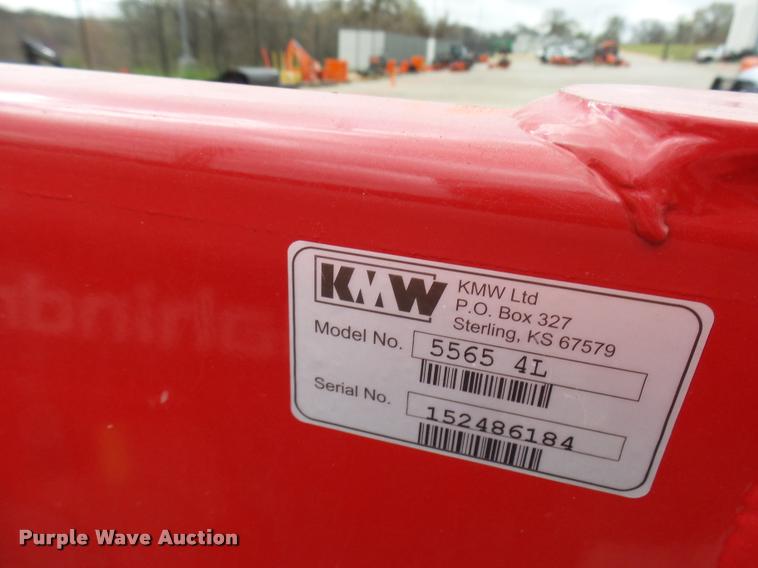 KMW
KMW Ltd
P.O. Box 327
Sterling, KS 67579
Model No. 5565 4L
Serial No. 152486184
Purple Wave Auction